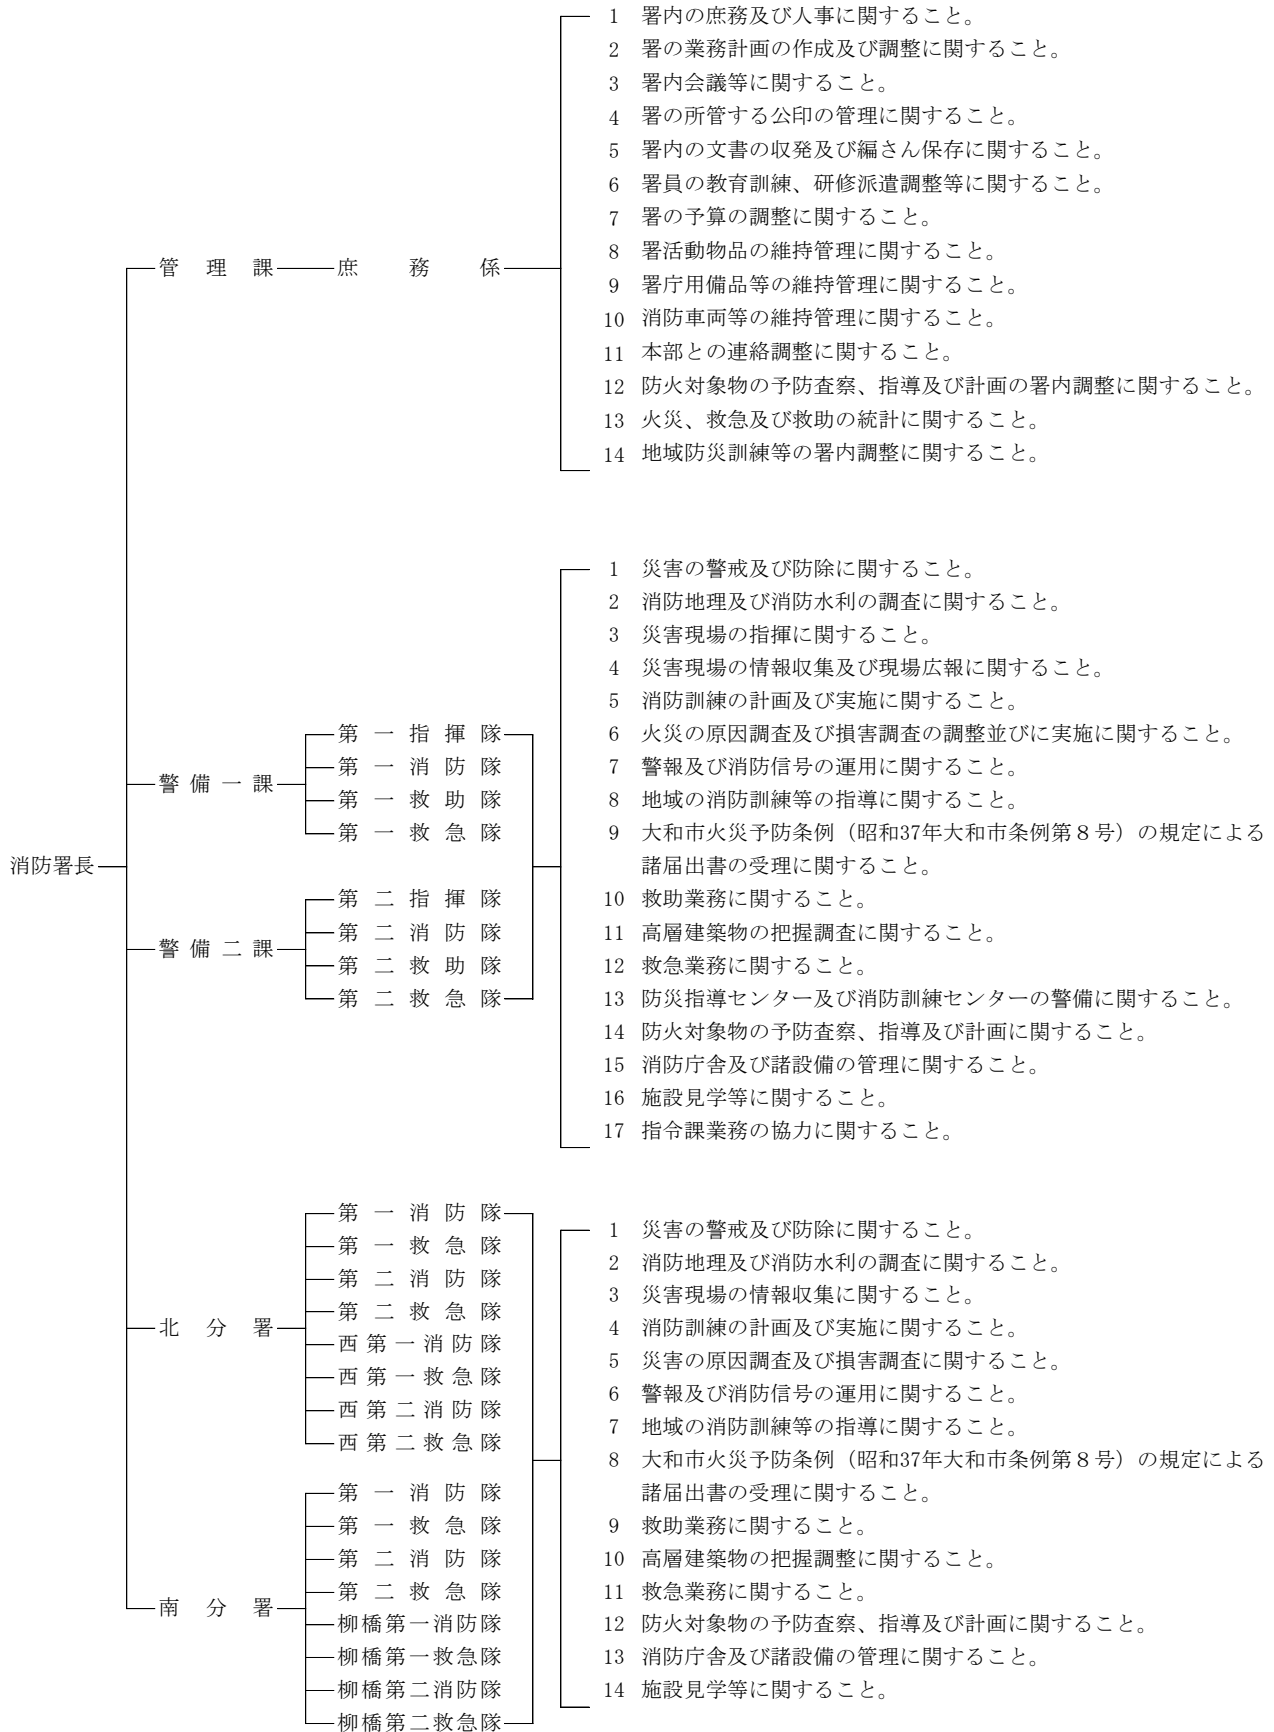 消防署長
管理課
庶務係
1 署内の庶務及び人事に関すること。
2 署の業務計画の作成及び調整に関すること。
3 署内会議等に関すること。
4 署の所管する公印の管理に関すること。
5 署内の文書の収発及び編さん保存に関すること。
6 署員の教育訓練、研修派遣調整等に関すること。
7 署の予算の調整に関すること。
8 署活動物品の維持管理に関すること。
9 署庁用備品等の維持管理に関すること。
10 消防車両等の維持管理に関すること。
11 本部との連絡調整に関すること。
12 防火対象物の予防査察、指導及び計画の署内調整に関すること。
13 火災、救急及び救助の統計に関すること。
14 地域防災訓練等の署内調整に関すること。
警備一課
第一指揮隊
第一消防隊
第一救助隊
第一救急隊
警備二課
第二指揮隊
第二消防隊
第二救助隊
第二救急隊
1 災害の警戒及び防除に関すること。
2 消防地理及び消防水利の調査に関すること。
3 災害現場の指揮に関すること。
4 災害現場の情報収集及び現場広報に関すること。
5 消防訓練の計画及び実施に関すること。
6 火災の原因調査及び損害調査の調整並びに実施に関すること。
7 警報及び消防信号の運用に関すること。
8 地域の消防訓練等の指導に関すること。
9 大和市火災予防条例（昭和37年大和市条例第8号）の規定による
諸届出書の受理に関すること。
10 救助業務に関すること。
11 高層建築物の把握調査に関すること。
12 救急業務に関すること。
13 防災指導センター及び消防訓練センターの警備に関すること。
14 防火対象物の予防査察、指導及び計画に関すること。
15 消防庁舎及び諸設備の管理に関すること。
16 施設見学等に関すること。
17 指令課業務の協力に関すること。
北分署
第一消防隊
第一救急隊
第二消防隊
第二救急隊
西第一消防隊
西第一救急隊
西第二消防隊
西第二救急隊
南分署
第一消防隊
第一救急隊
第二消防隊
第二救急隊
柳橋第一消防隊
柳橋第一救急隊
柳橋第二消防隊
柳橋第二救急隊
1 災害の警戒及び防除に関すること。
2 消防地理及び消防水利の調査に関すること。
3 災害現場の情報収集に関すること。
4 消防訓練の計画及び実施に関すること。
5 災害の原因調査及び損害調査に関すること。
6 警報及び消防信号の運用に関すること。
7 地域の消防訓練等の指導に関すること。
8 大和市火災予防条例（昭和37年大和市条例第8号）の規定による
諸届出書の受理に関すること。
9 救助業務に関すること。
10 高層建築物の把握調整に関すること。
11 救急業務に関すること。
12 防火対象物の予防査察、指導及び計画に関すること。
13 消防庁舎及び諸設備の管理に関すること。
14 施設見学等に関すること。